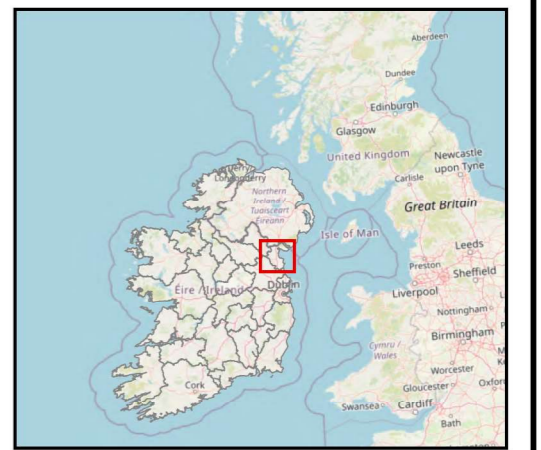 Aberdeen
Dundee
Edinburgh
Glasgow
United Kingdom
Newcastle
upon Tyne
Carlisle
Londonderry
Northern
Ireland /
Tuaisceart
Éireann
Great Britain
Isle of Man
Leeds
Preston
Sheffield
Dublin
Éire / Ireland
Liverpool
Nottingham
Birmingham
Cymru /
Wales
Worcester
Cork
Gloucester
Oxfor
Swansea
Cardiff
Bath